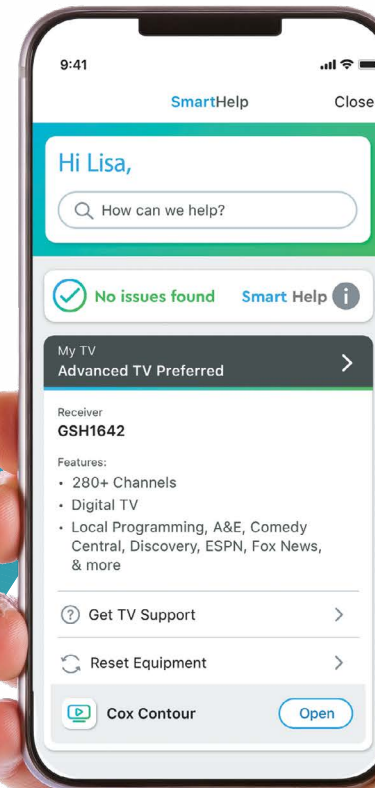 9:41
SmartHelp Close
Hi Lisa,
How can we help?
No issues found Smart Help i
My TV
Advanced TV Preferred
Receiver
GSH1642
Features:
• 280+ Channels
• Digital TV
• Local Programming, A&E, Comedy
Central, Discovery, ESPN, Fox News,
& more
? Get TV Support
Reset Equipment
Cox Contour Open